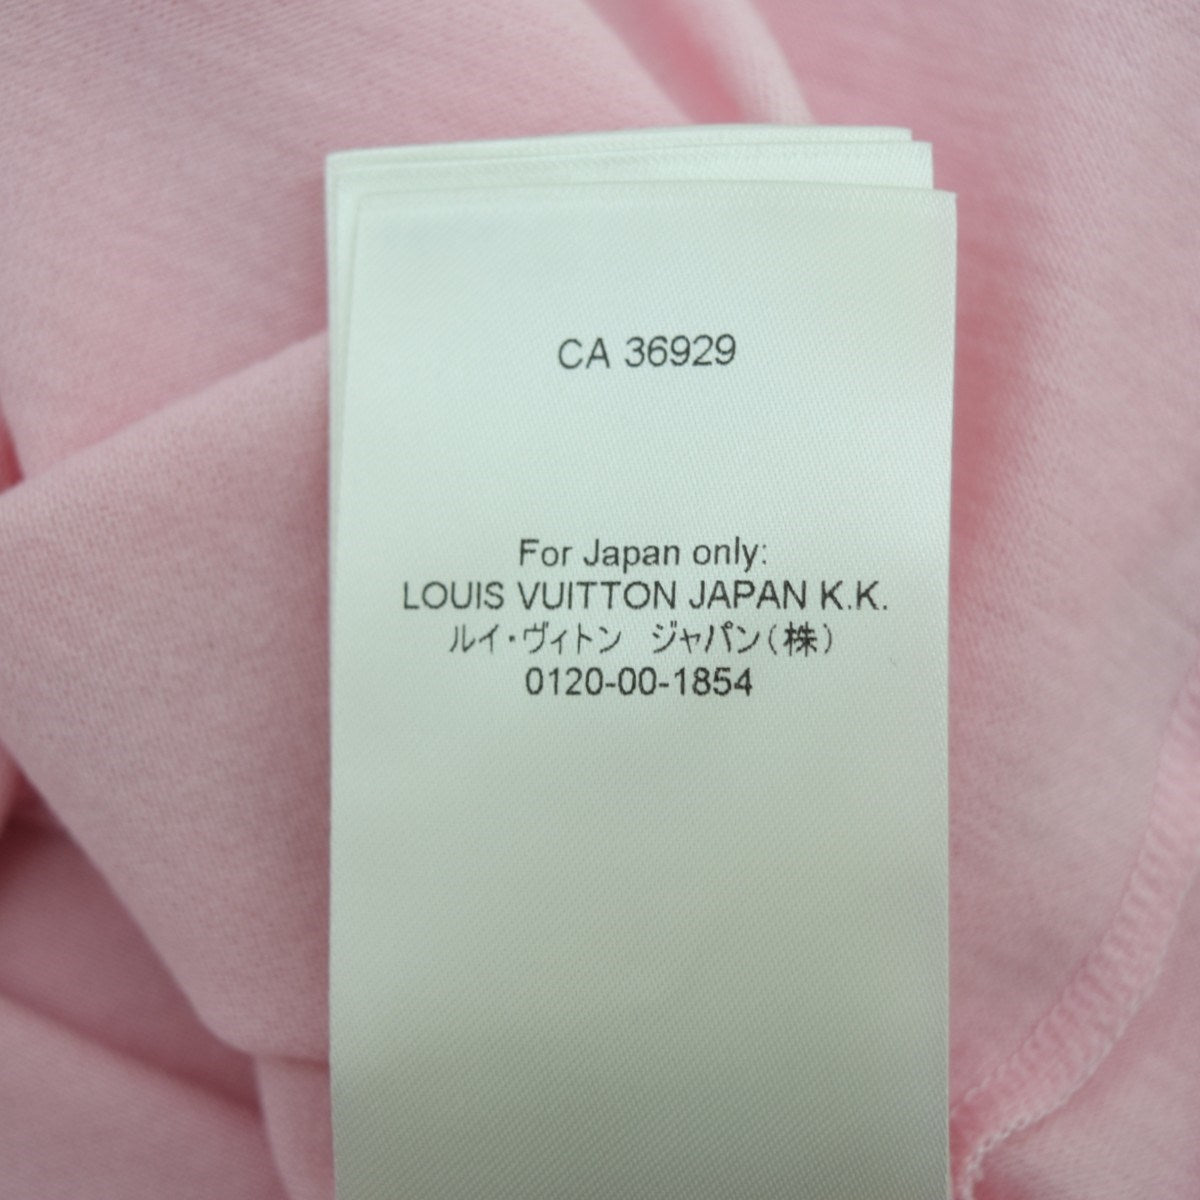 CA 36929
For Japan only:
LOUIS VUITTON JAPAN K.K.
ルイ・ヴィトン　ジャパン(株)
0120-00-1854